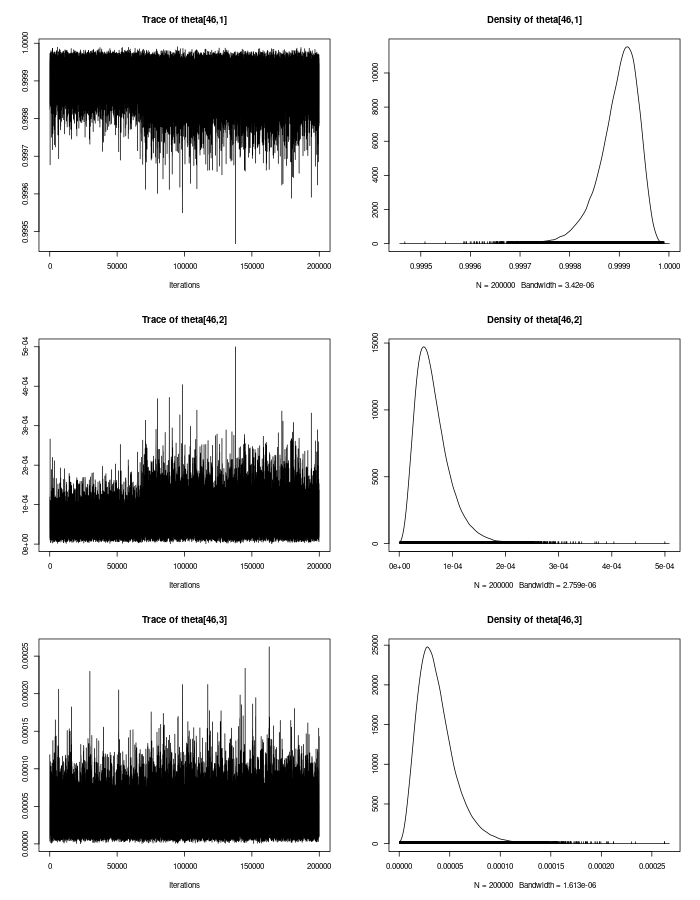 Trace of theta[46,1]
1.0000
0.9999
0.9998
0.9997
0.9996
0.9995
0 50000 100000 150000 200000
Iterations
Density of theta[46,1]
10000
8000
6000
4000
2000
0
0.9995 0.9996 0.9997 0.9998 0.9999 1.0000
N = 200000 Bandwidth = 3.42e-06
Trace of theta[46,2]
5e-04
4e-04
3e-04
2e-04
1e-04
0e+00
0 50000 100000 150000 200000
Iterations
Density of theta[46,2]
15000
10000
5000
0
0e+00 1e-04 2e-04 3e-04 4e-04 5e-04
N = 200000 Bandwidth = 2.759e-06
Trace of theta[46,3]
0.00025
0.00020
0.00015
0.00010
0.00005
0.00000
0 50000 100000 150000 200000
Iterations
Density of theta[46,3]
25000
20000
15000
10000
5000
0
0.00000 0.00005 0.00010 0.00015 0.00020 0.00025
N = 200000 Bandwidth = 1.613e-06